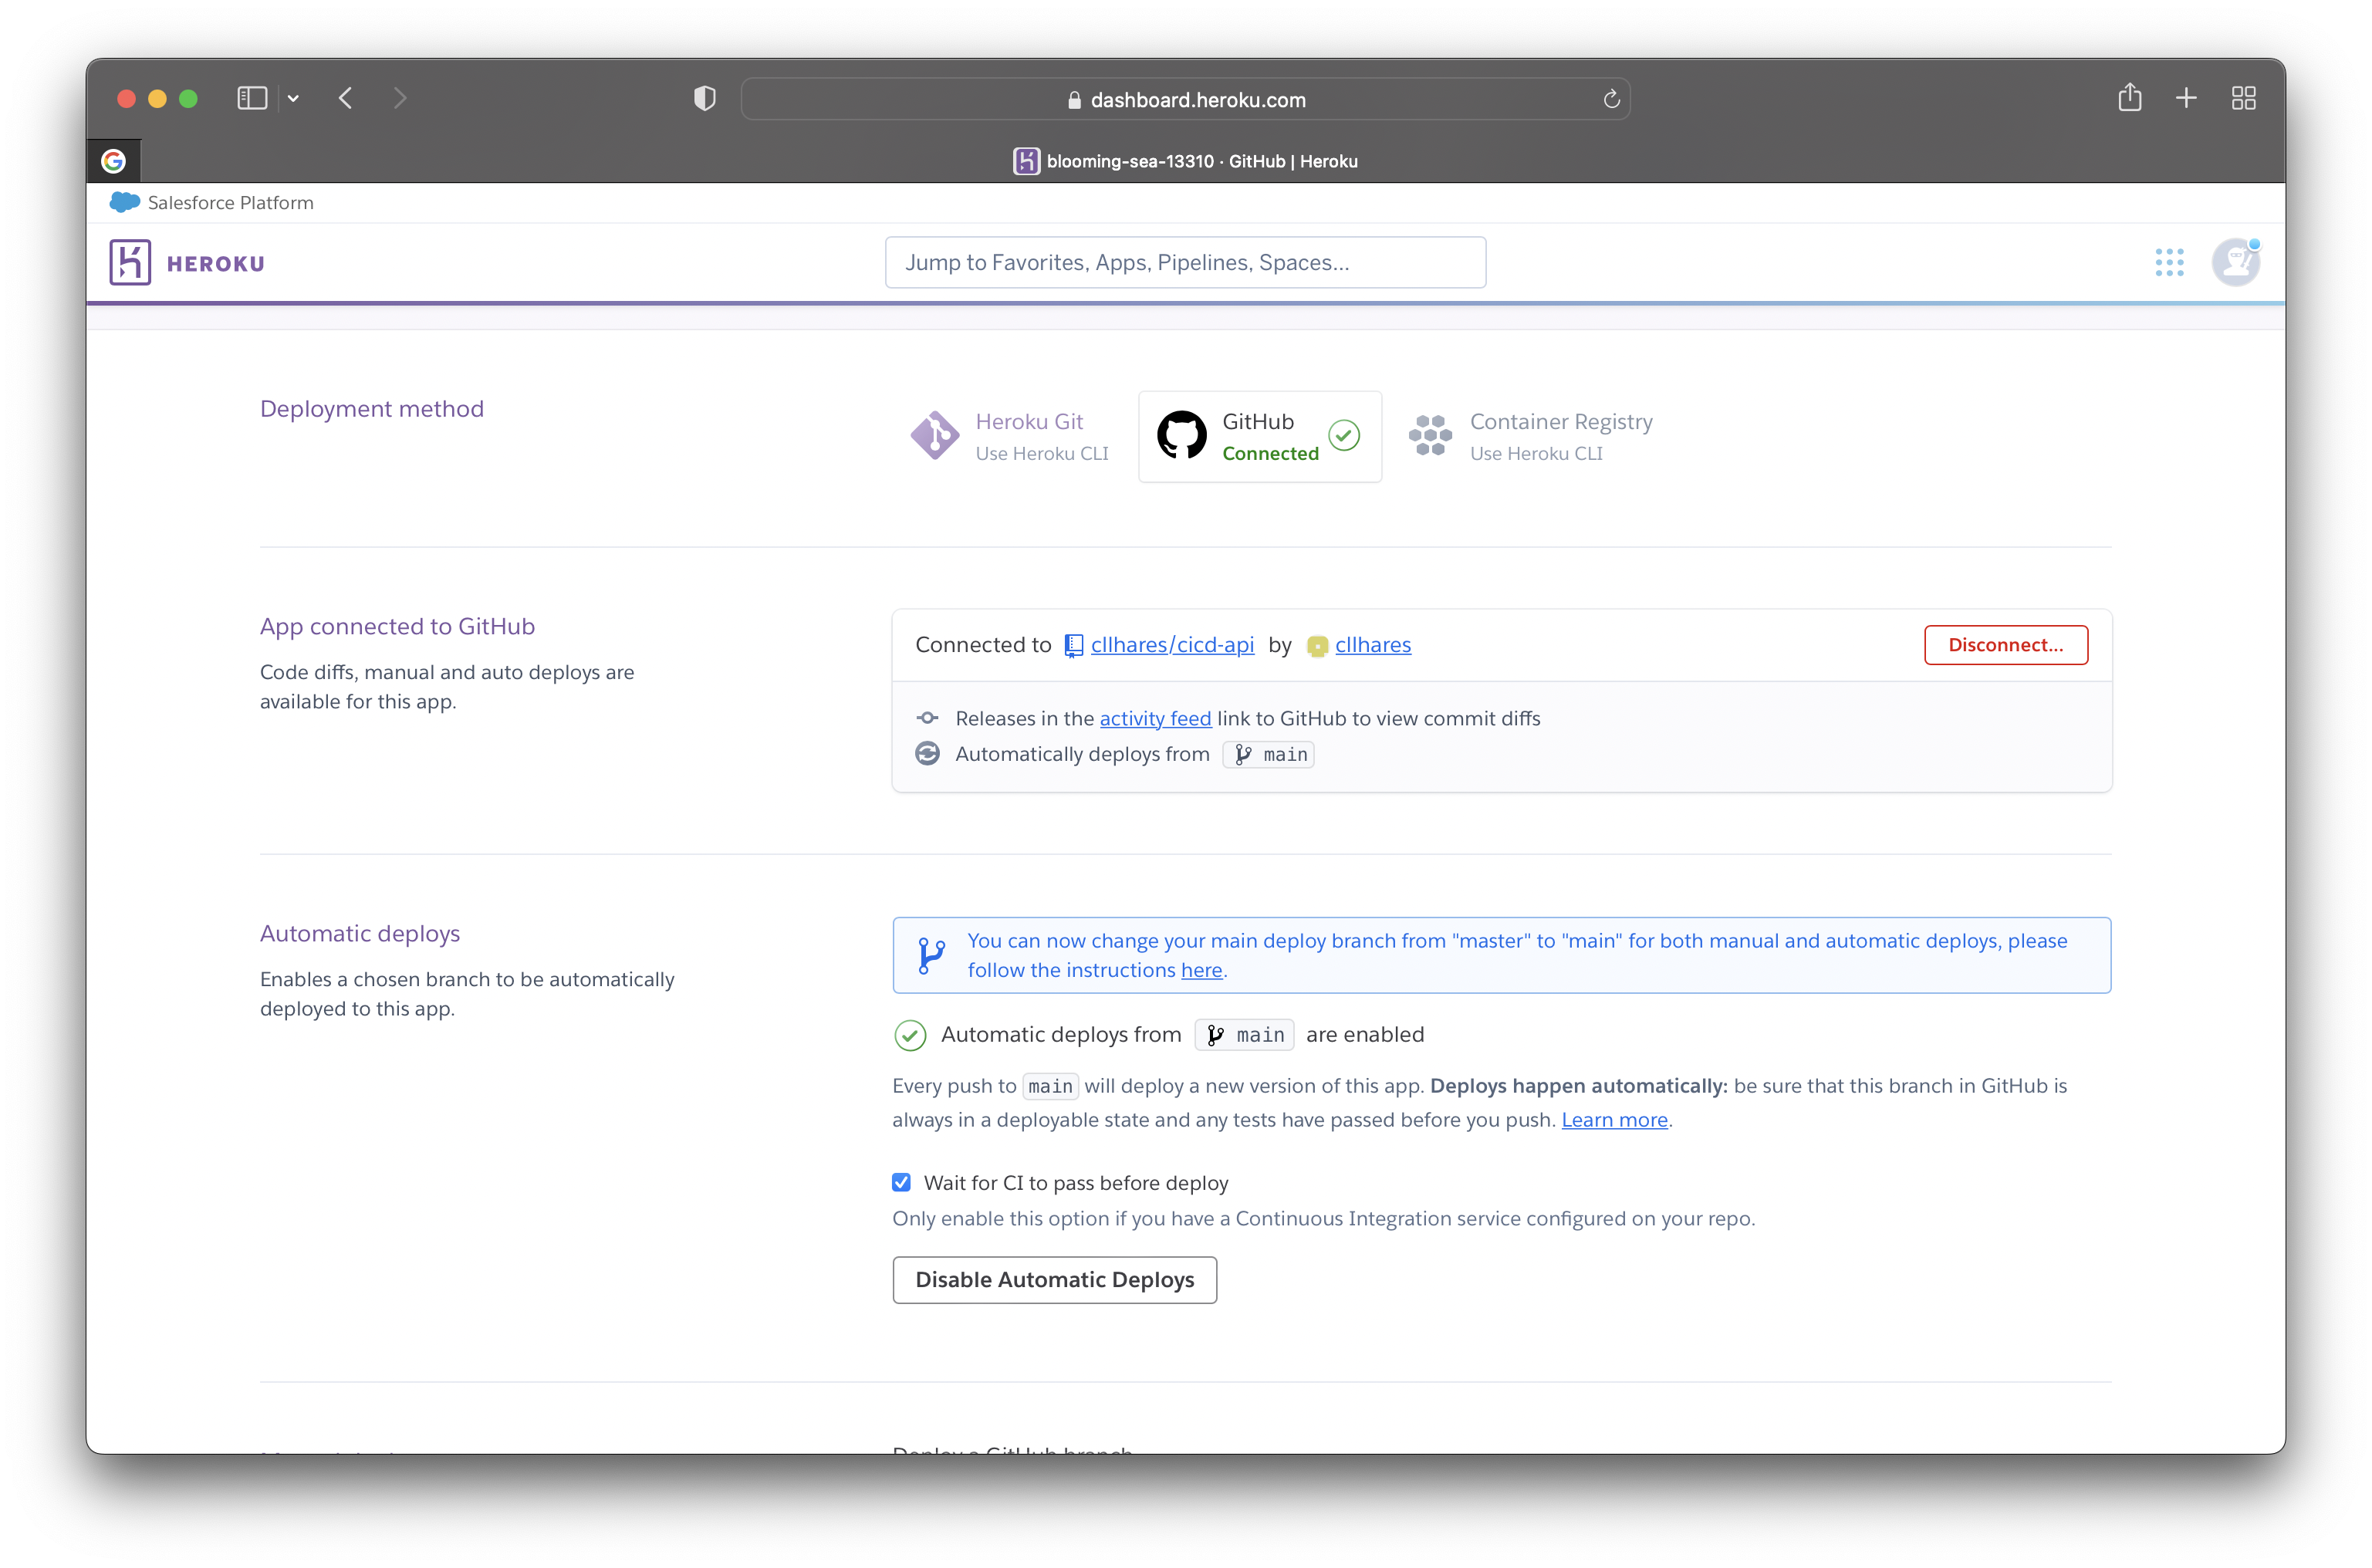 dashboard.heroku.com
blooming-sea-13310 · GitHub | Heroku
Salesforce Platform
HEROKU
Jump to Favorites, Apps, Pipelines, Spaces...
Deployment method
Heroku Git
Use Heroku CLI
GitHub
Connected
Container Registry
Use Heroku CLI
App connected to GitHub
Code diffs, manual and auto deploys are
available for this app.
Connected to cllhares/cicd-api by cllhares
Disconnect...
Releases in the activity feed link to GitHub to view commit diffs
Automatically deploys from main
Automatic deploys
Enables a chosen branch to be automatically
deployed to this app.
You can now change your main deploy branch from "master" to "main" for both manual and automatic deploys, please
follow the instructions here.
Automatic deploys from main are enabled
Every push to main will deploy a new version of this app. Deploys happen automatically: be sure that this branch in GitHub is
always in a deployable state and any tests have passed before you push. Learn more.
Wait for CI to pass before deploy
Only enable this option if you have a Continuous Integration service configured on your repo.
Disable Automatic Deploys
Deploy a GitHub branch